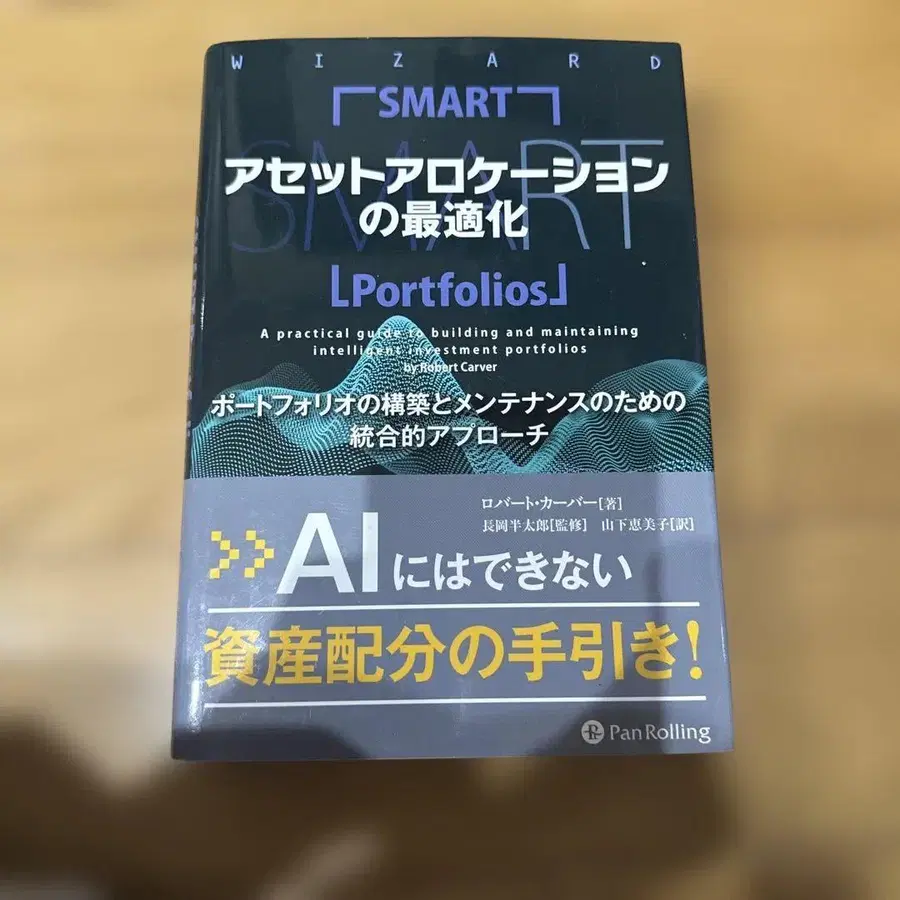 WIZARD
SMART
SMART
アセットアロケーション
の最適化
Portfolios
A practical guide to building and maintaining
intelligent investment portfolios
by Robert Carver
ポートフォリオの構築とメンテナンスのための
統合的アプローチ
ロバート・カーバー[著]
長岡半太郎[監修] 山下恵美子[訳]
>>AIにはできない
資産配分の手引き!
PanRolling